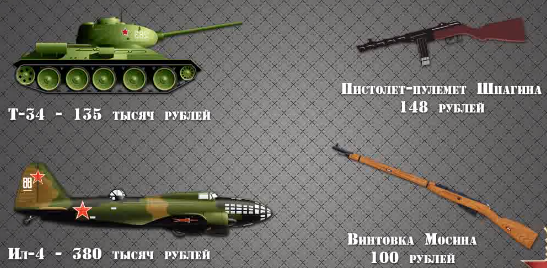 Т-34 - 135 тысяч рублей
Пистолет-пулемет Шпагина
148 рублей
Ил-4 - 380 тысяч рублей
Винтовка Мосина
100 рублей